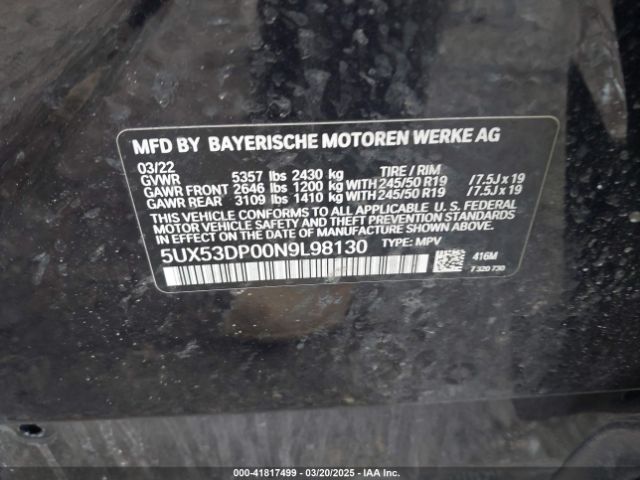 MFD BY BAYERISCHE MOTOREN WERKE AG
03/22 TIRE / RIM
GVWR 5357 lbs 2430 kg
GAWR FRONT 2646 lbs 1200 kg WITH 245/50 R19 / 7.5J x 19
GAWR REAR 3109 lbs 1410 kg WITH 245/50 R19 / 7.5J x 19
THIS VEHICLE CONFORMS TO ALL APPLICABLE U. S. FEDERAL
MOTOR VEHICLE SAFETY AND THEFT PREVENTION STANDARDS
IN EFFECT ON THE DATE OF MANUFACTURE SHOWN ABOVE.
5UX53DP00N9L98130 TYPE: MPV
416M
7 320 730
000-41817499 | 03/20/2025 — IAA Inc.